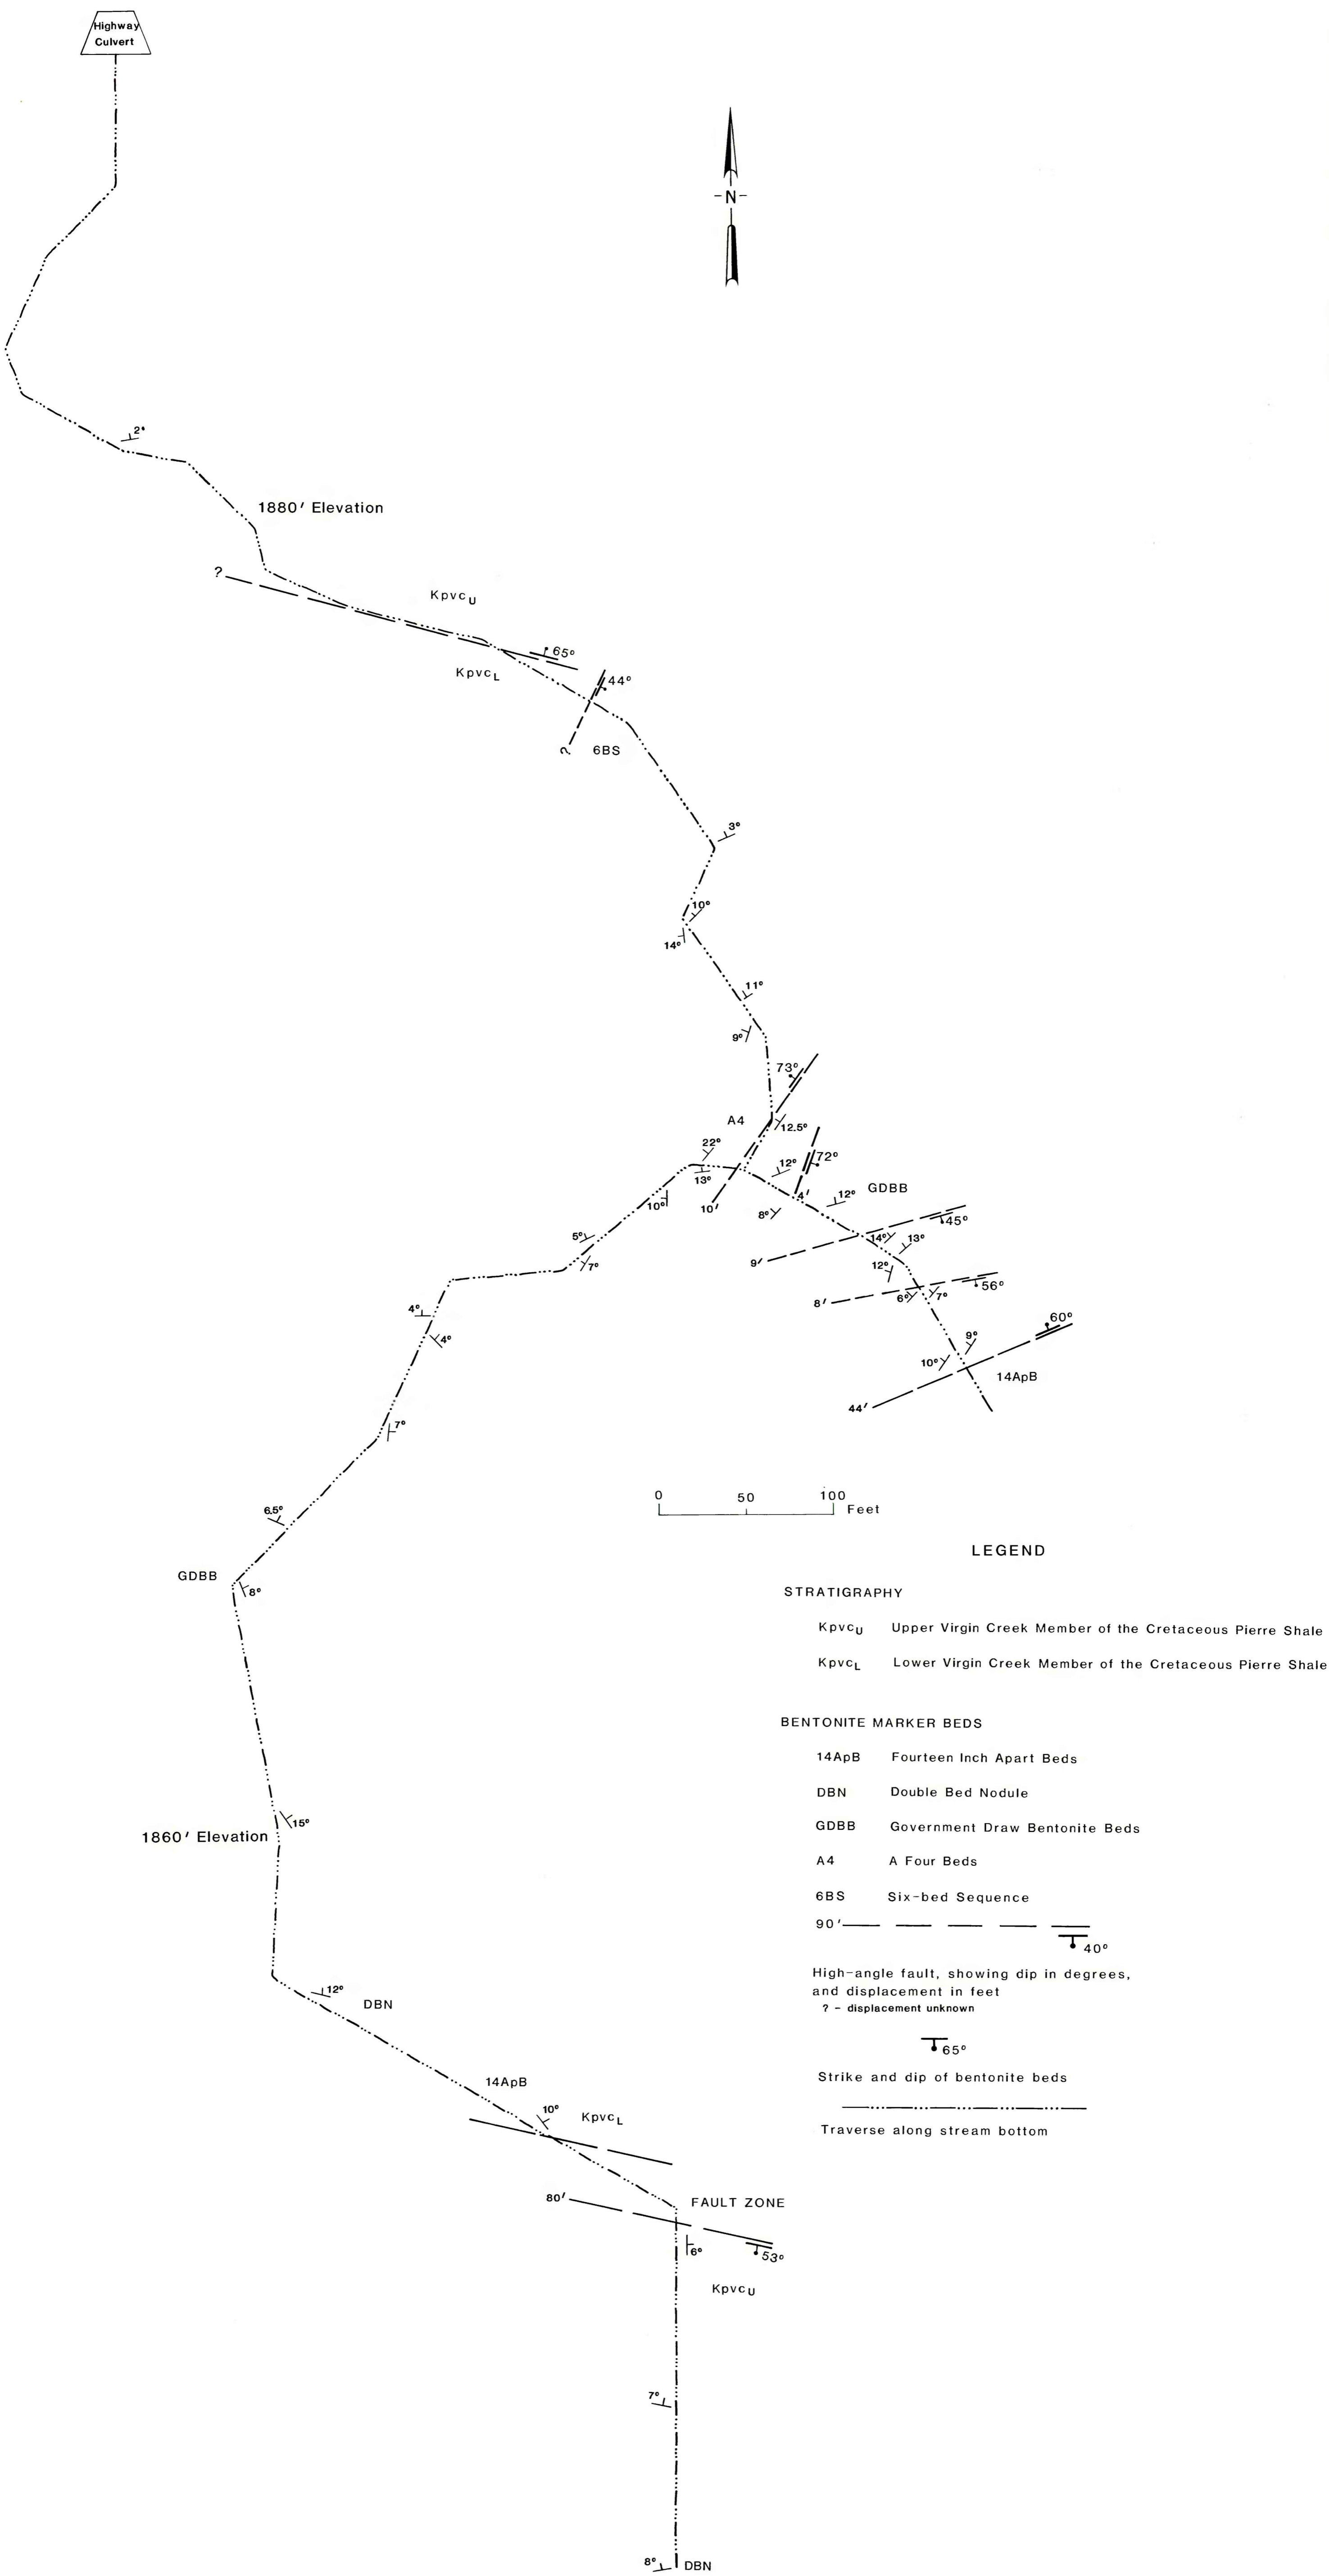 Highway
Culvert
-N-
2°
1880′ Elevation
?
KpvcU
65°
KpvcL
44°
?
6BS
3°
10°
14°
11°
9°
73°
A4
12.5°
22°
12°
72°
13°
4′
GDBB
10°
10′
8°
12°
45°
5°
9′
14°
13°
7°
12°
8′
6°
7°
56°
4°
4°
60°
9°
10°
14ApB
44′
7°
0 50 100
Feet
6.5°
LEGEND
GDBB
8°
STRATIGRAPHY
KpvcU Upper Virgin Creek Member of the Cretaceous Pierre Shale
KpvcL Lower Virgin Creek Member of the Cretaceous Pierre Shale
BENTONITE MARKER BEDS
14ApB Fourteen Inch Apart Beds
DBN Double Bed Nodule
GDBB Government Draw Bentonite Beds
A4 A Four Beds
6BS Six-bed Sequence
90′
40°
High-angle fault, showing dip in degrees,
and displacement in feet
? - displacement unknown
65°
Strike and dip of bentonite beds
Traverse along stream bottom
15°
1860′ Elevation
12°
DBN
14ApB
10°
KpvcL
80′
FAULT ZONE
6°
53°
KpvcU
7°
8°
DBN